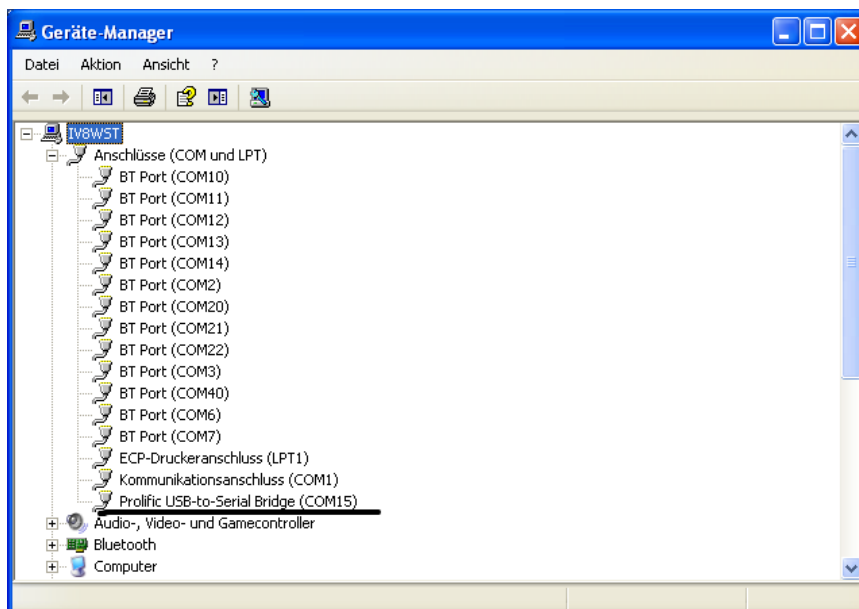 Geräte-Manager
Datei Aktion Ansicht ?
IV8WST
Anschlüsse (COM und LPT)
BT Port (COM10)
BT Port (COM11)
BT Port (COM12)
BT Port (COM13)
BT Port (COM14)
BT Port (COM2)
BT Port (COM20)
BT Port (COM21)
BT Port (COM22)
BT Port (COM3)
BT Port (COM40)
BT Port (COM6)
BT Port (COM7)
ECP-Druckeranschluss (LPT1)
Kommunikationsanschluss (COM1)
Prolific USB-to-Serial Bridge (COM15)
Audio-, Video- und Gamecontroller
Bluetooth
Computer